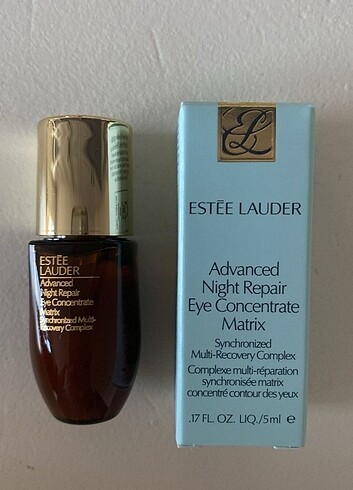 ESTĒE
LAUDER
Advanced
Night Repair
Eye Concentrate
Matrix
Synchronized Multi-
Recovery Complex
EL
ESTĒE LAUDER
Advanced
Night Repair
Eye Concentrate
Matrix
Synchronized
Multi-Recovery Complex
Complexe multi-réparation
synchronisée matrix
concentré contour des yeux
.17 FL. OZ. LIQ./5ml e